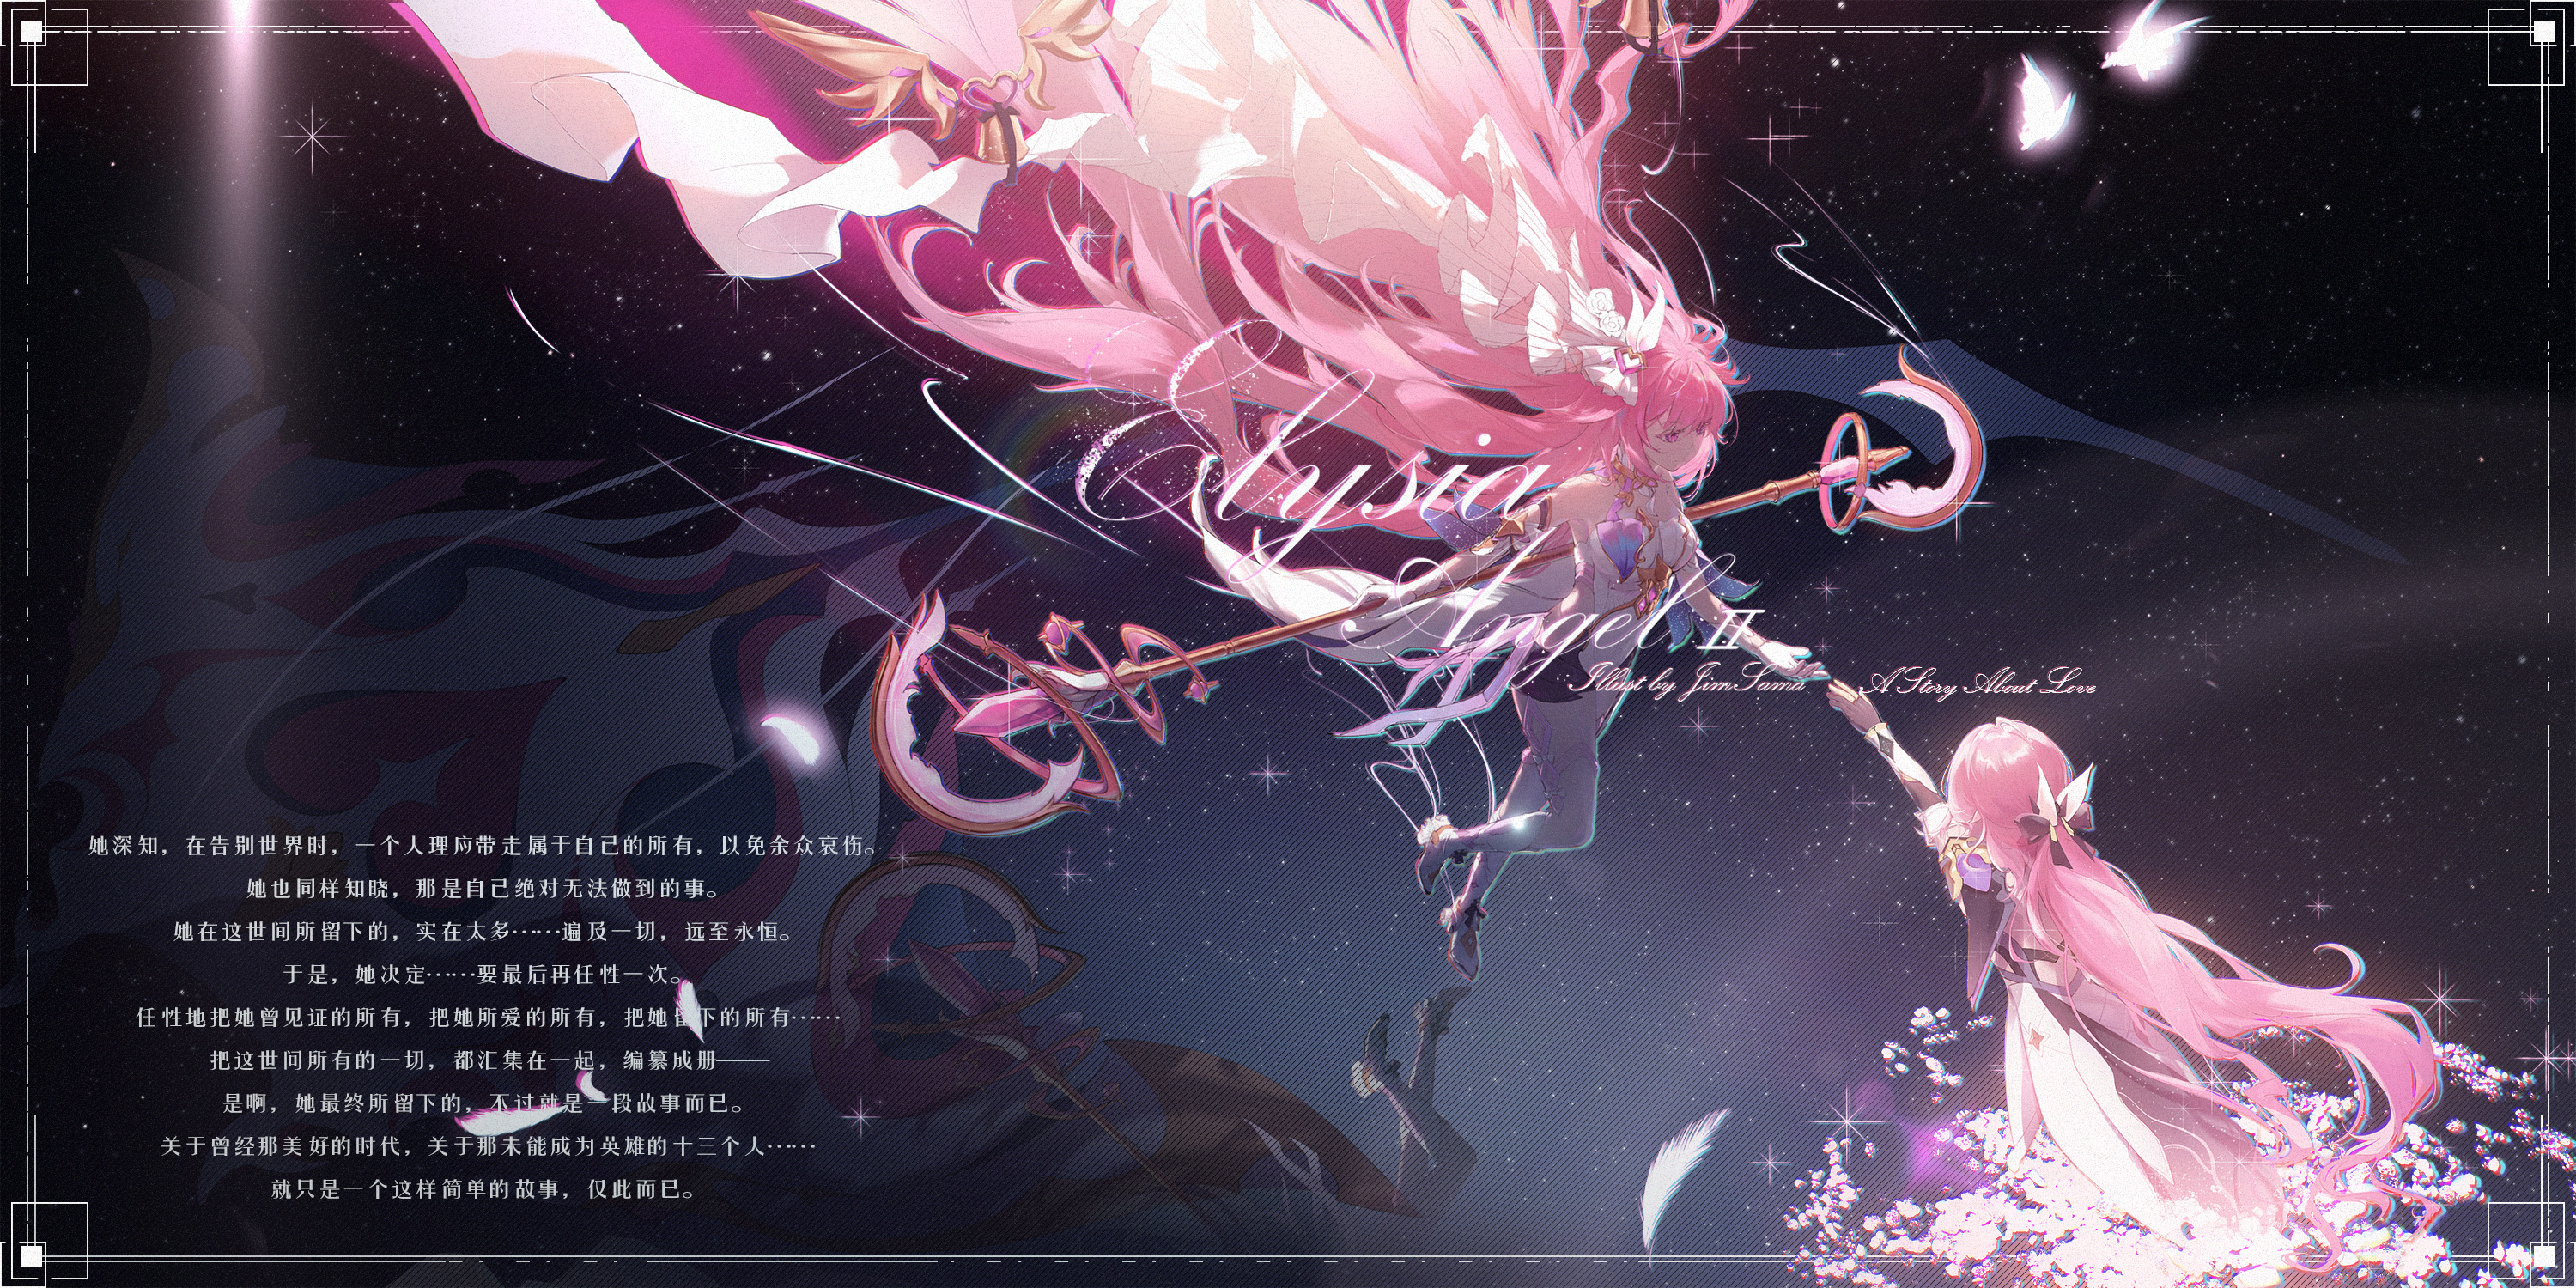 Elysia
Angel II
Illust by JimSama
A Story About Love
她深知，在告别世界时，一个人理应带走属于自己的所有，以免余众哀伤。
她也同样知晓，那是自己绝对无法做到的事。
她在这世间所留下的，实在太多……遍及一切，远至永恒。
于是，她决定……要最后再任性一次。
任性地把她曾见证的所有，把她所爱的所有，把她留下的所有……
把这世间所有的一切，都汇集在一起，编纂成册——
是啊，她最终所留下的，不过就是一段故事而已。
关于曾经那美好的时代，关于那未能成为英雄的十三个人……
就只是一个这样简单的故事，仅此而已。